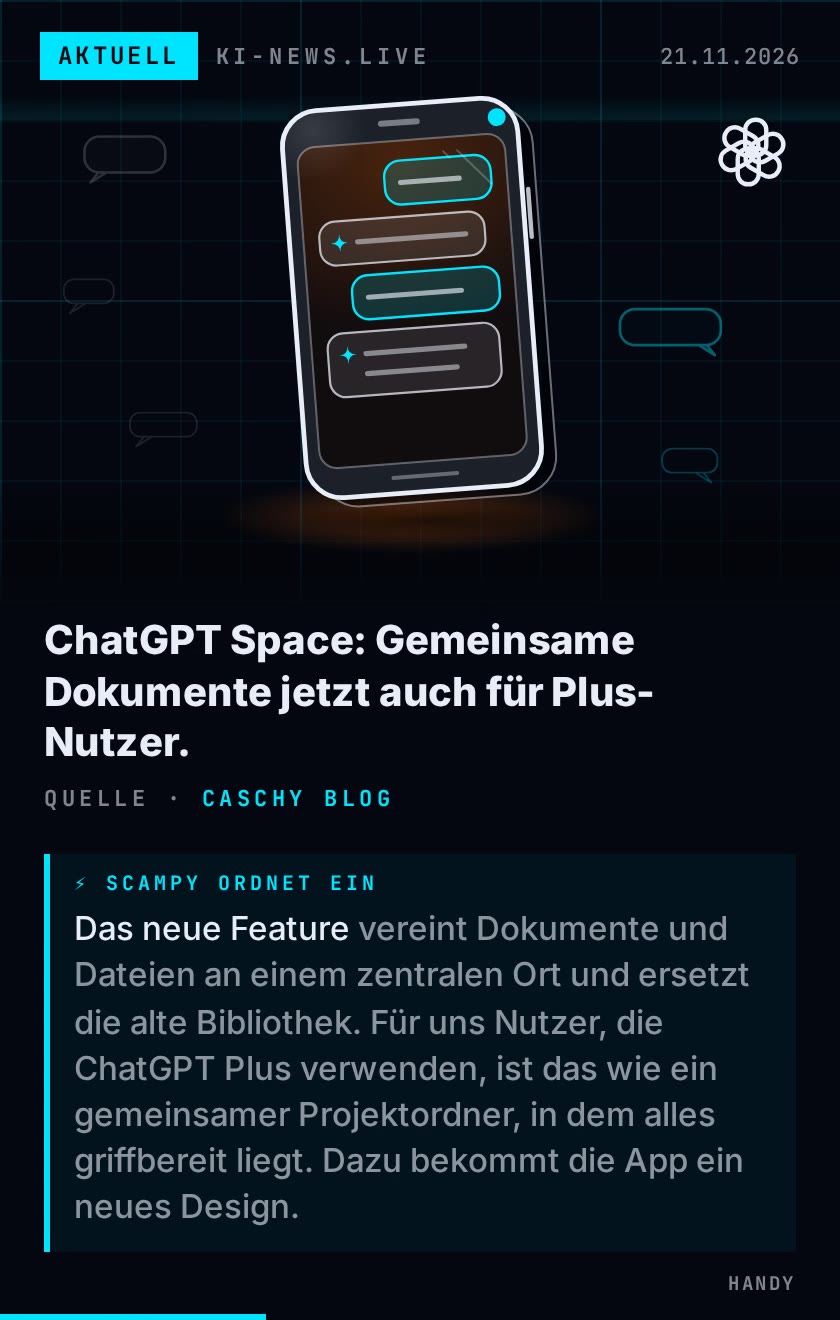 AKTUELL KI-NEWS.LIVE 21.11.2026
ChatGPT Space: Gemeinsame
Dokumente jetzt auch für Plus-
Nutzer.
QUELLE · CASCHY BLOG
⚡ SCAMPY ORDNET EIN
Das neue Feature vereint Dokumente und
Dateien an einem zentralen Ort und ersetzt
die alte Bibliothek. Für uns Nutzer, die
ChatGPT Plus verwenden, ist das wie ein
gemeinsamer Projektordner, in dem alles
griffbereit liegt. Dazu bekommt die App ein
neues Design.
HANDY